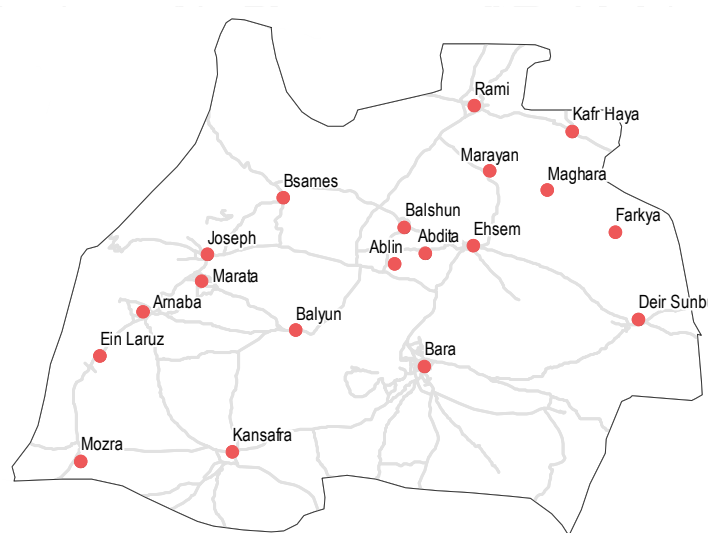 Rami
Kafr Haya
Marayan
Maghara
Bsames
Balshun
Farkya
Ehsem
Abdita
Joseph
Ablin
Marata
Arnaba
Deir Sunb
Balyun
Ein Laruz
Bara
Kansafra
Mozra